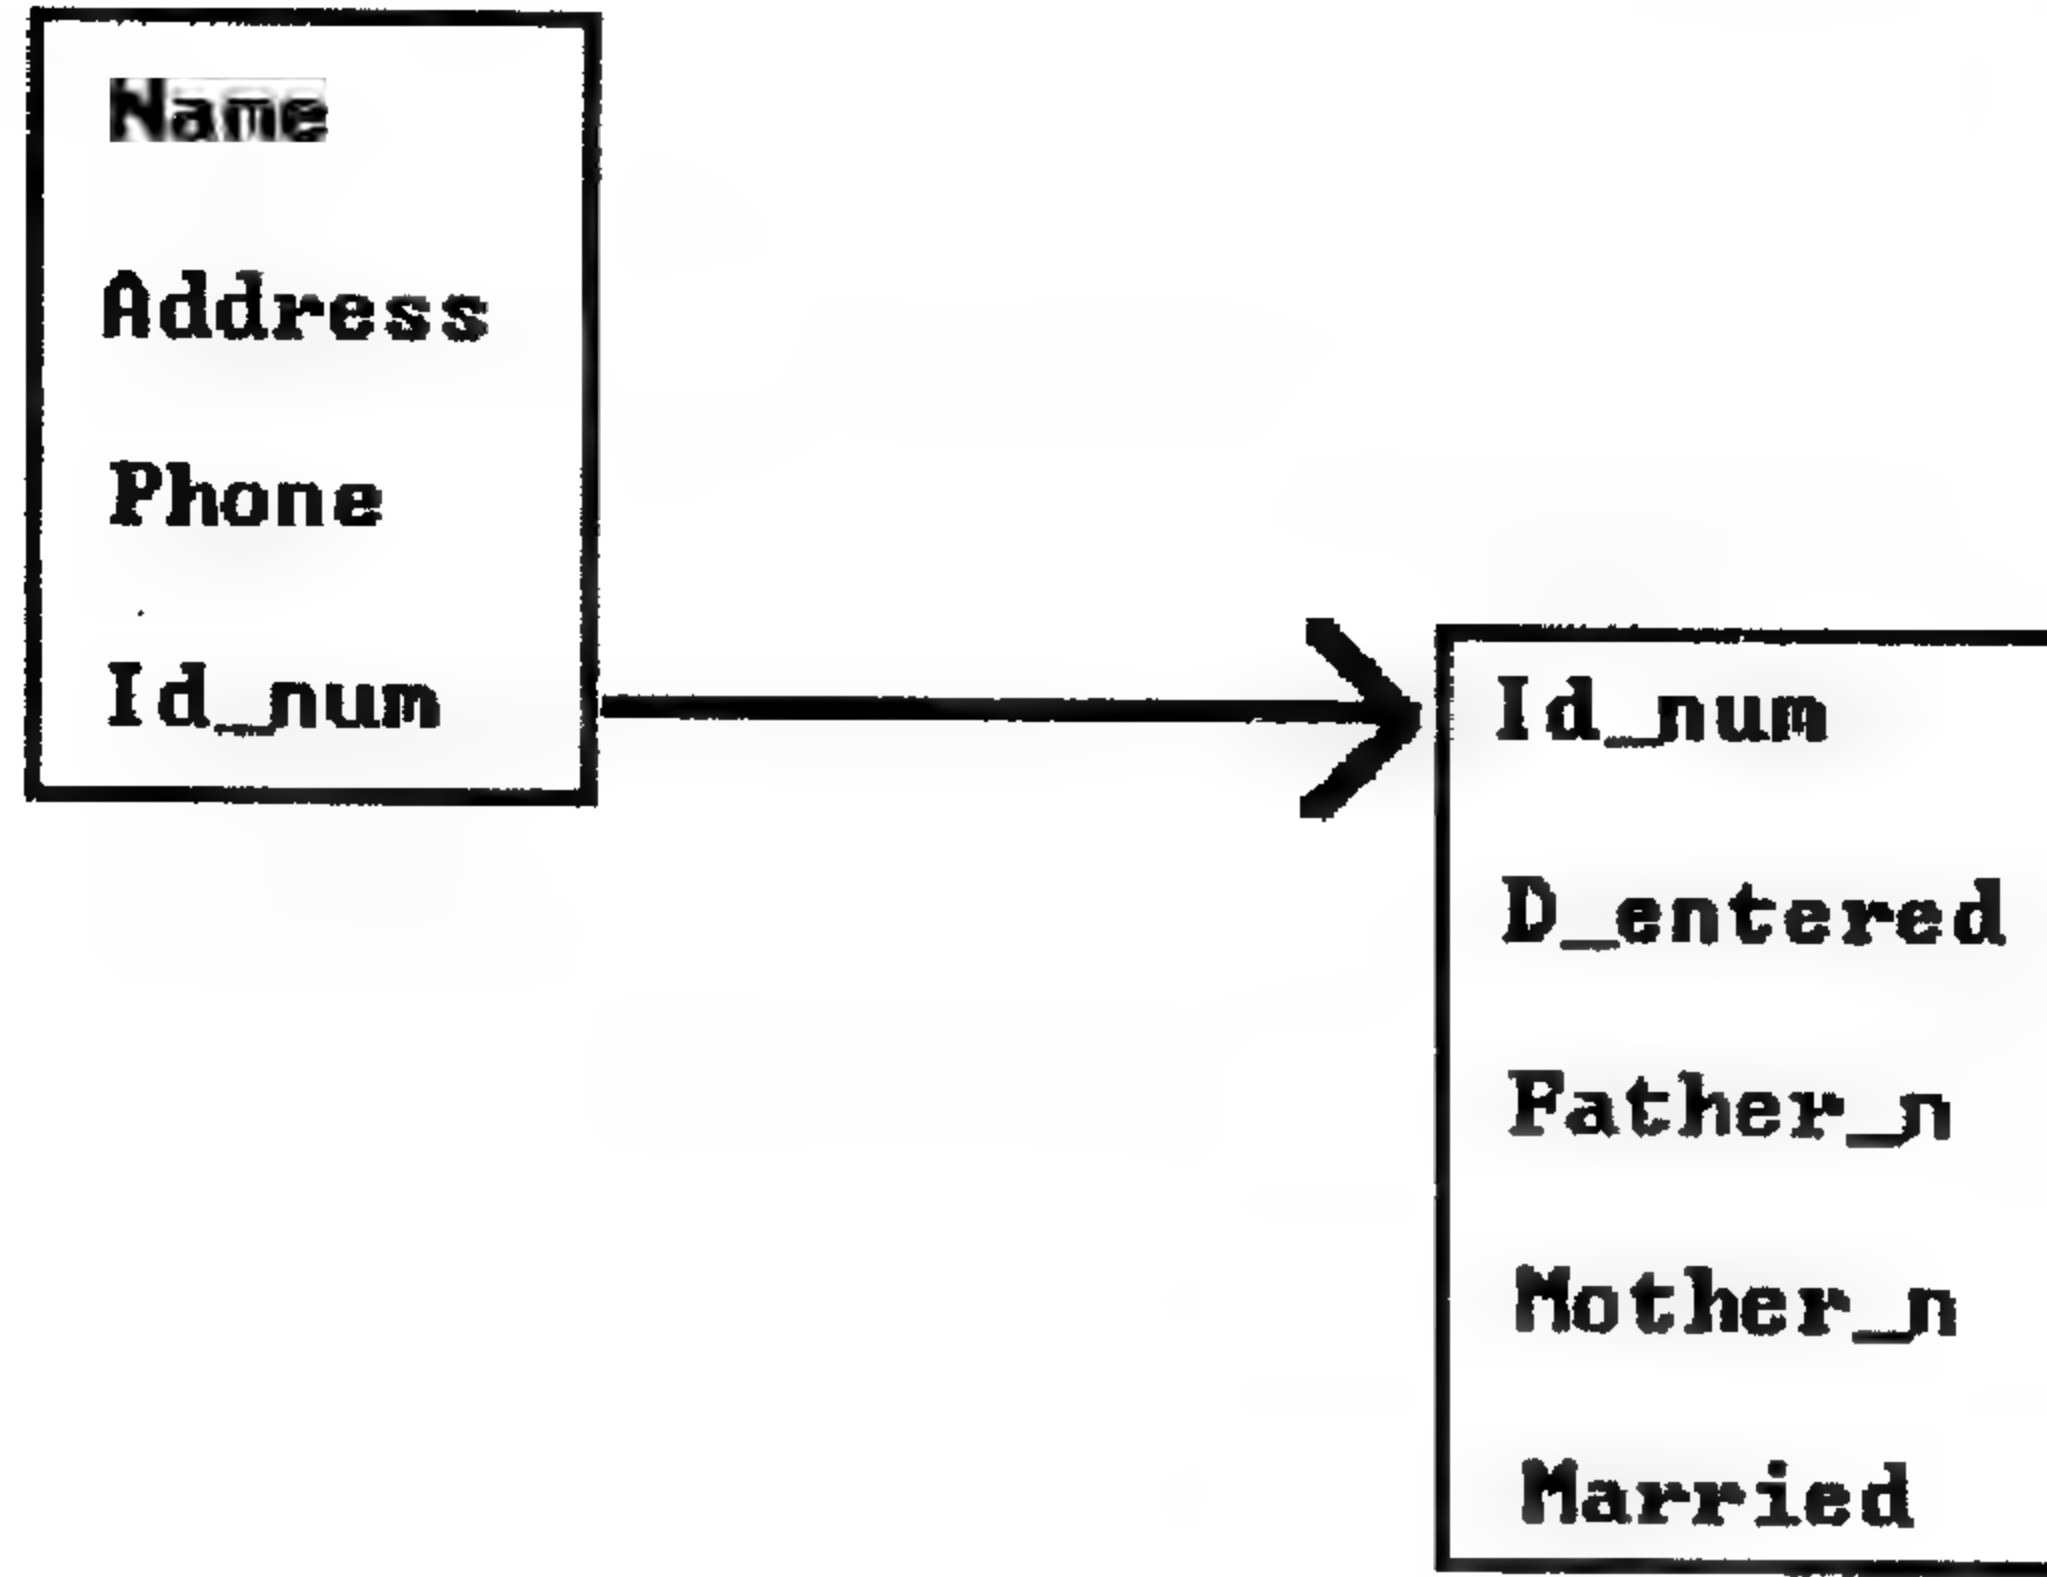 Name
Address
Phone
Id_num
Id_num
D_entered
Father_n
Mother_n
Married